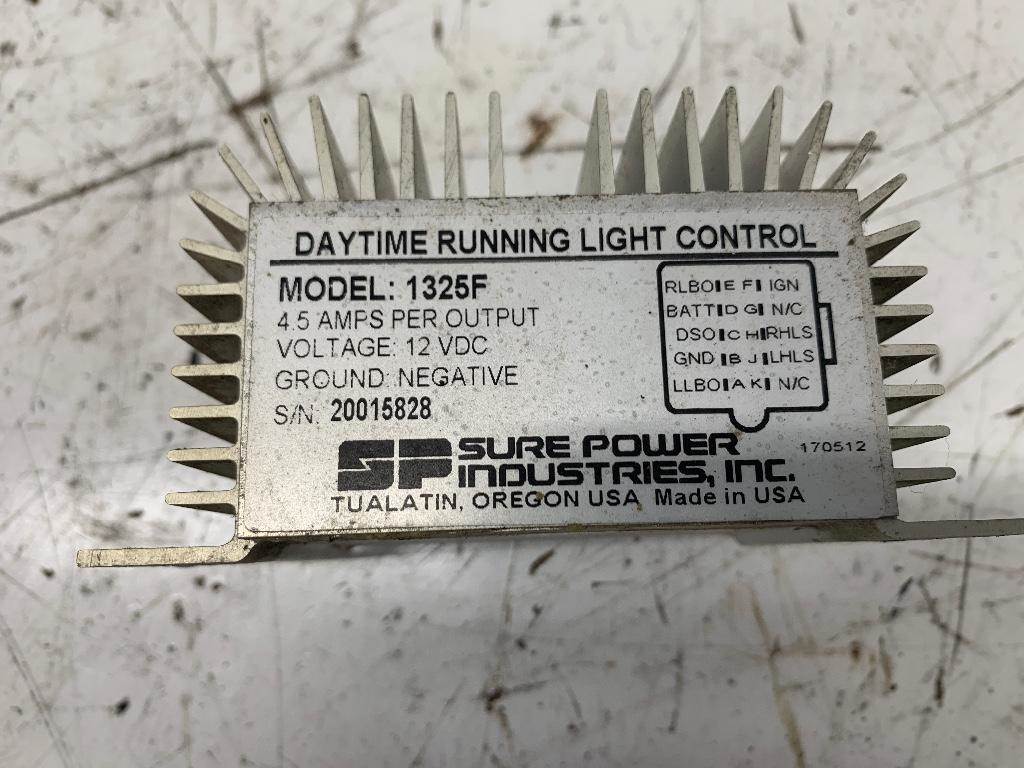 DAYTIME RUNNING LIGHT CONTROL
MODEL: 1325F
4.5 AMPS PER OUTPUT
VOLTAGE: 12 VDC
GROUND: NEGATIVE
S/N: 20015828
RLBO E F IGN
BATT D G N/C
DSO C H RHLS
GND B J LHLS
LLBO A K N/C
SP SURE POWER
INDUSTRIES, INC.
170512
TUALATIN, OREGON USA Made in USA